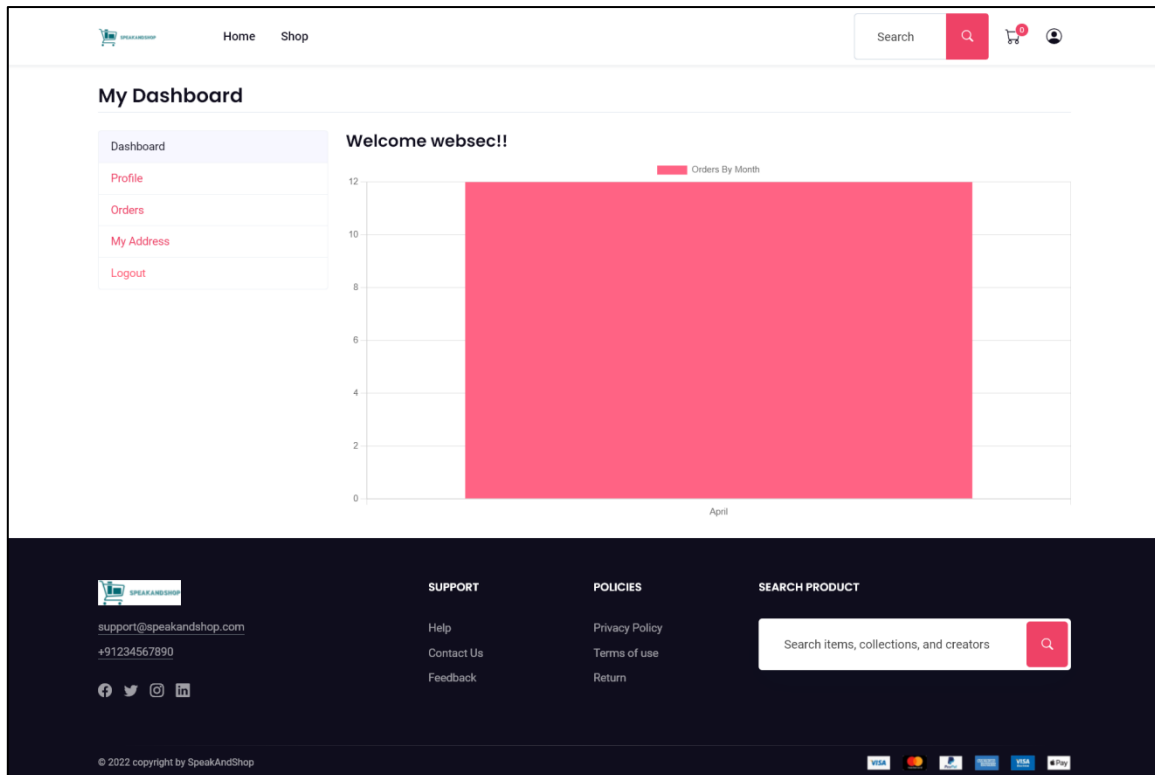 SPEAKANDSHOP
Home Shop
Search
0
My Dashboard
Dashboard
Profile
Orders
My Address
Logout
Welcome websec!!
Orders By Month
12
10
8
6
4
2
0
April
SPEAKANDSHOP
support@speakandshop.com
+91234567890
SUPPORT
Help
Contact Us
Feedback
POLICIES
Privacy Policy
Terms of use
Return
SEARCH PRODUCT
Search items, collections, and creators
© 2022 copyright by SpeakAndShop
VISA
VISA
Pay